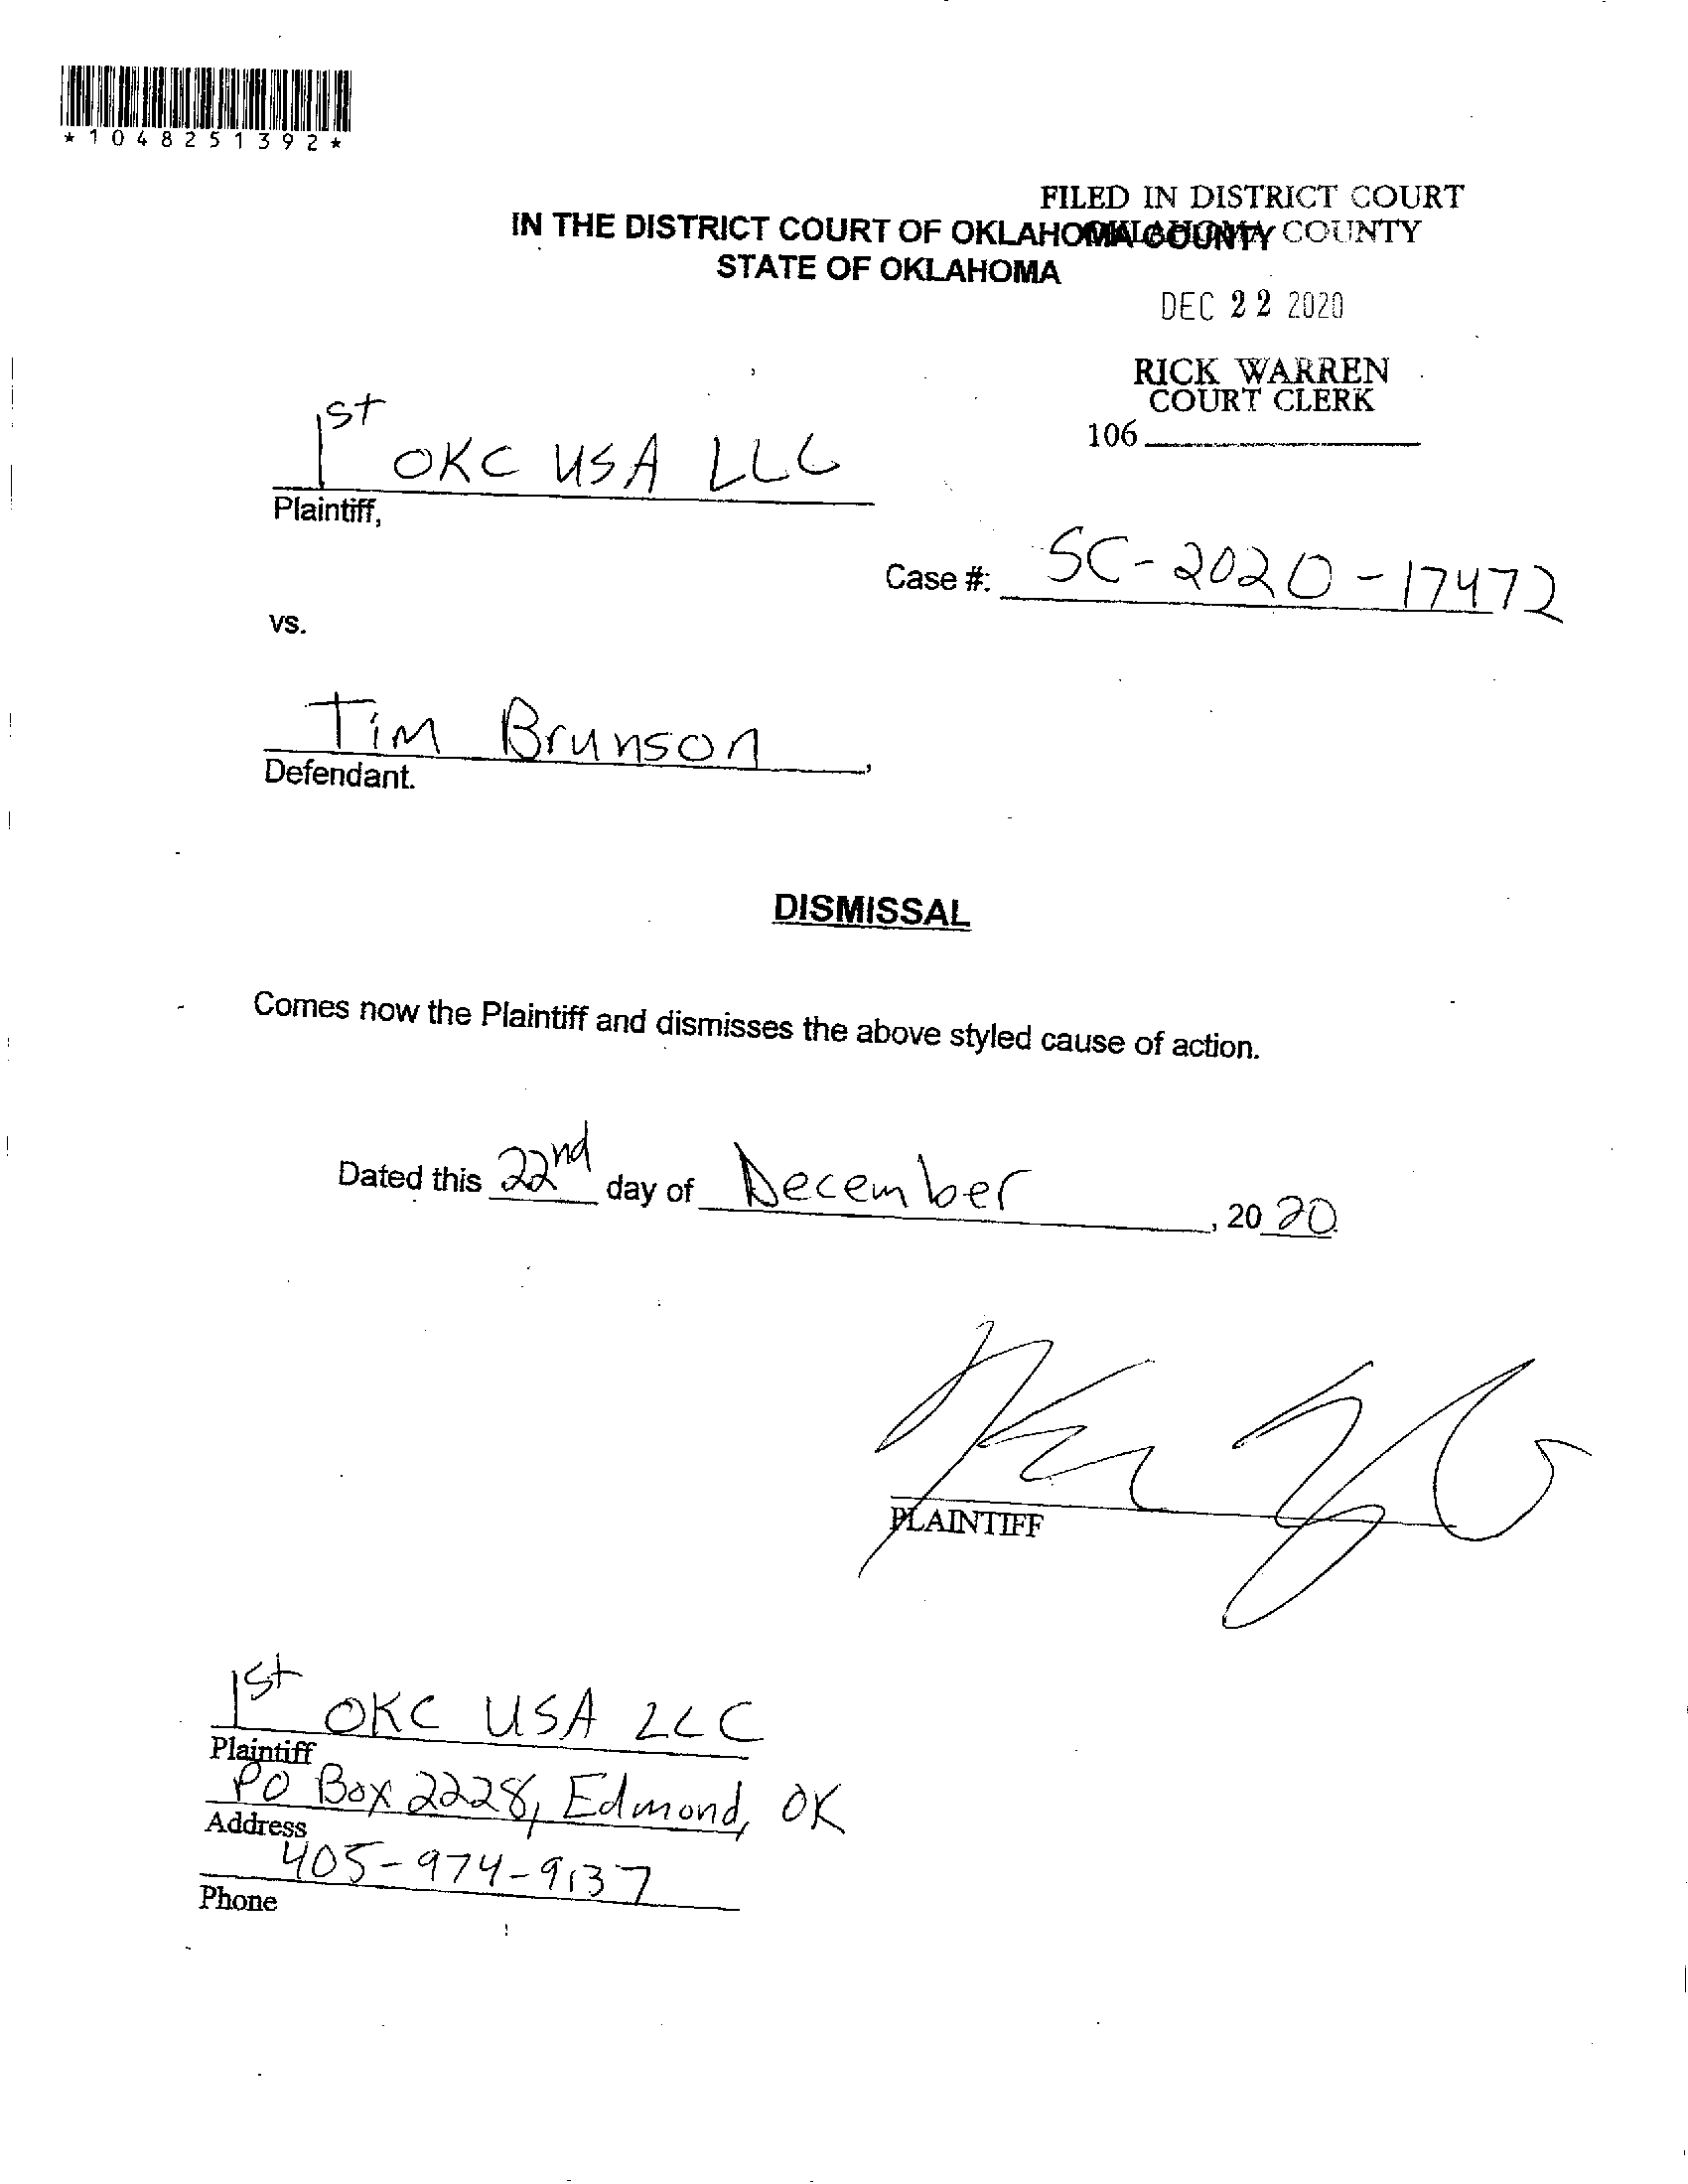 *1048251392*
FILED IN DISTRICT COURT
OKLAHOMA COUNTY
IN THE DISTRICT COURT OF OKLAHOMA COUNTY
STATE OF OKLAHOMA
DEC 22 2020
RICK WARREN
COURT CLERK
106
1st OKC USA LLC
Plaintiff,
Case #: SC-2020-17472
vs.
Tim Brunson,
Defendant.
DISMISSAL
Comes now the Plaintiff and dismisses the above styled cause of action.
Dated this 22nd day of December, 2020.
PLAINTIFF
1st OKC USA LLC
Plaintiff
PO Box 2228, Edmond, OK
Address
405-974-9137
Phone